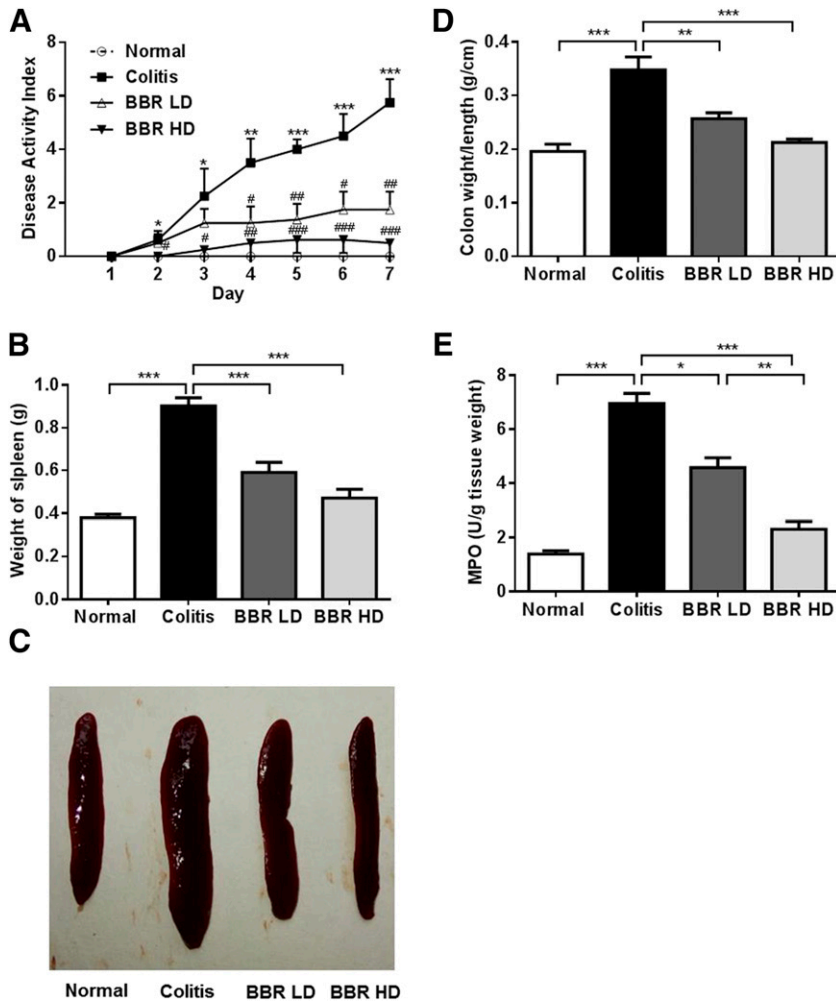 A
8
6
4
2
0
Disease Activity Index
Normal
Colitis
BBR LD
BBR HD
* * ** *** *** ***
# # # ## # ##
## ### ### ###
1 2 3 4 5 6 7
Day
D
0.4
0.3
0.2
0.1
0.0
Colon wight/length (g/cm)
***
*** **
Normal Colitis BBR LD BBR HD
B
1.0
0.8
0.6
0.4
0.2
0.0
Weight of slpleen (g)
***
*** ***
Normal Colitis BBR LD BBR HD
E
8
6
4
2
0
MPO (U/g tissue weight)
***
*** * **
Normal Colitis BBR LD BBR HD
C
Normal Colitis BBR LD BBR HD